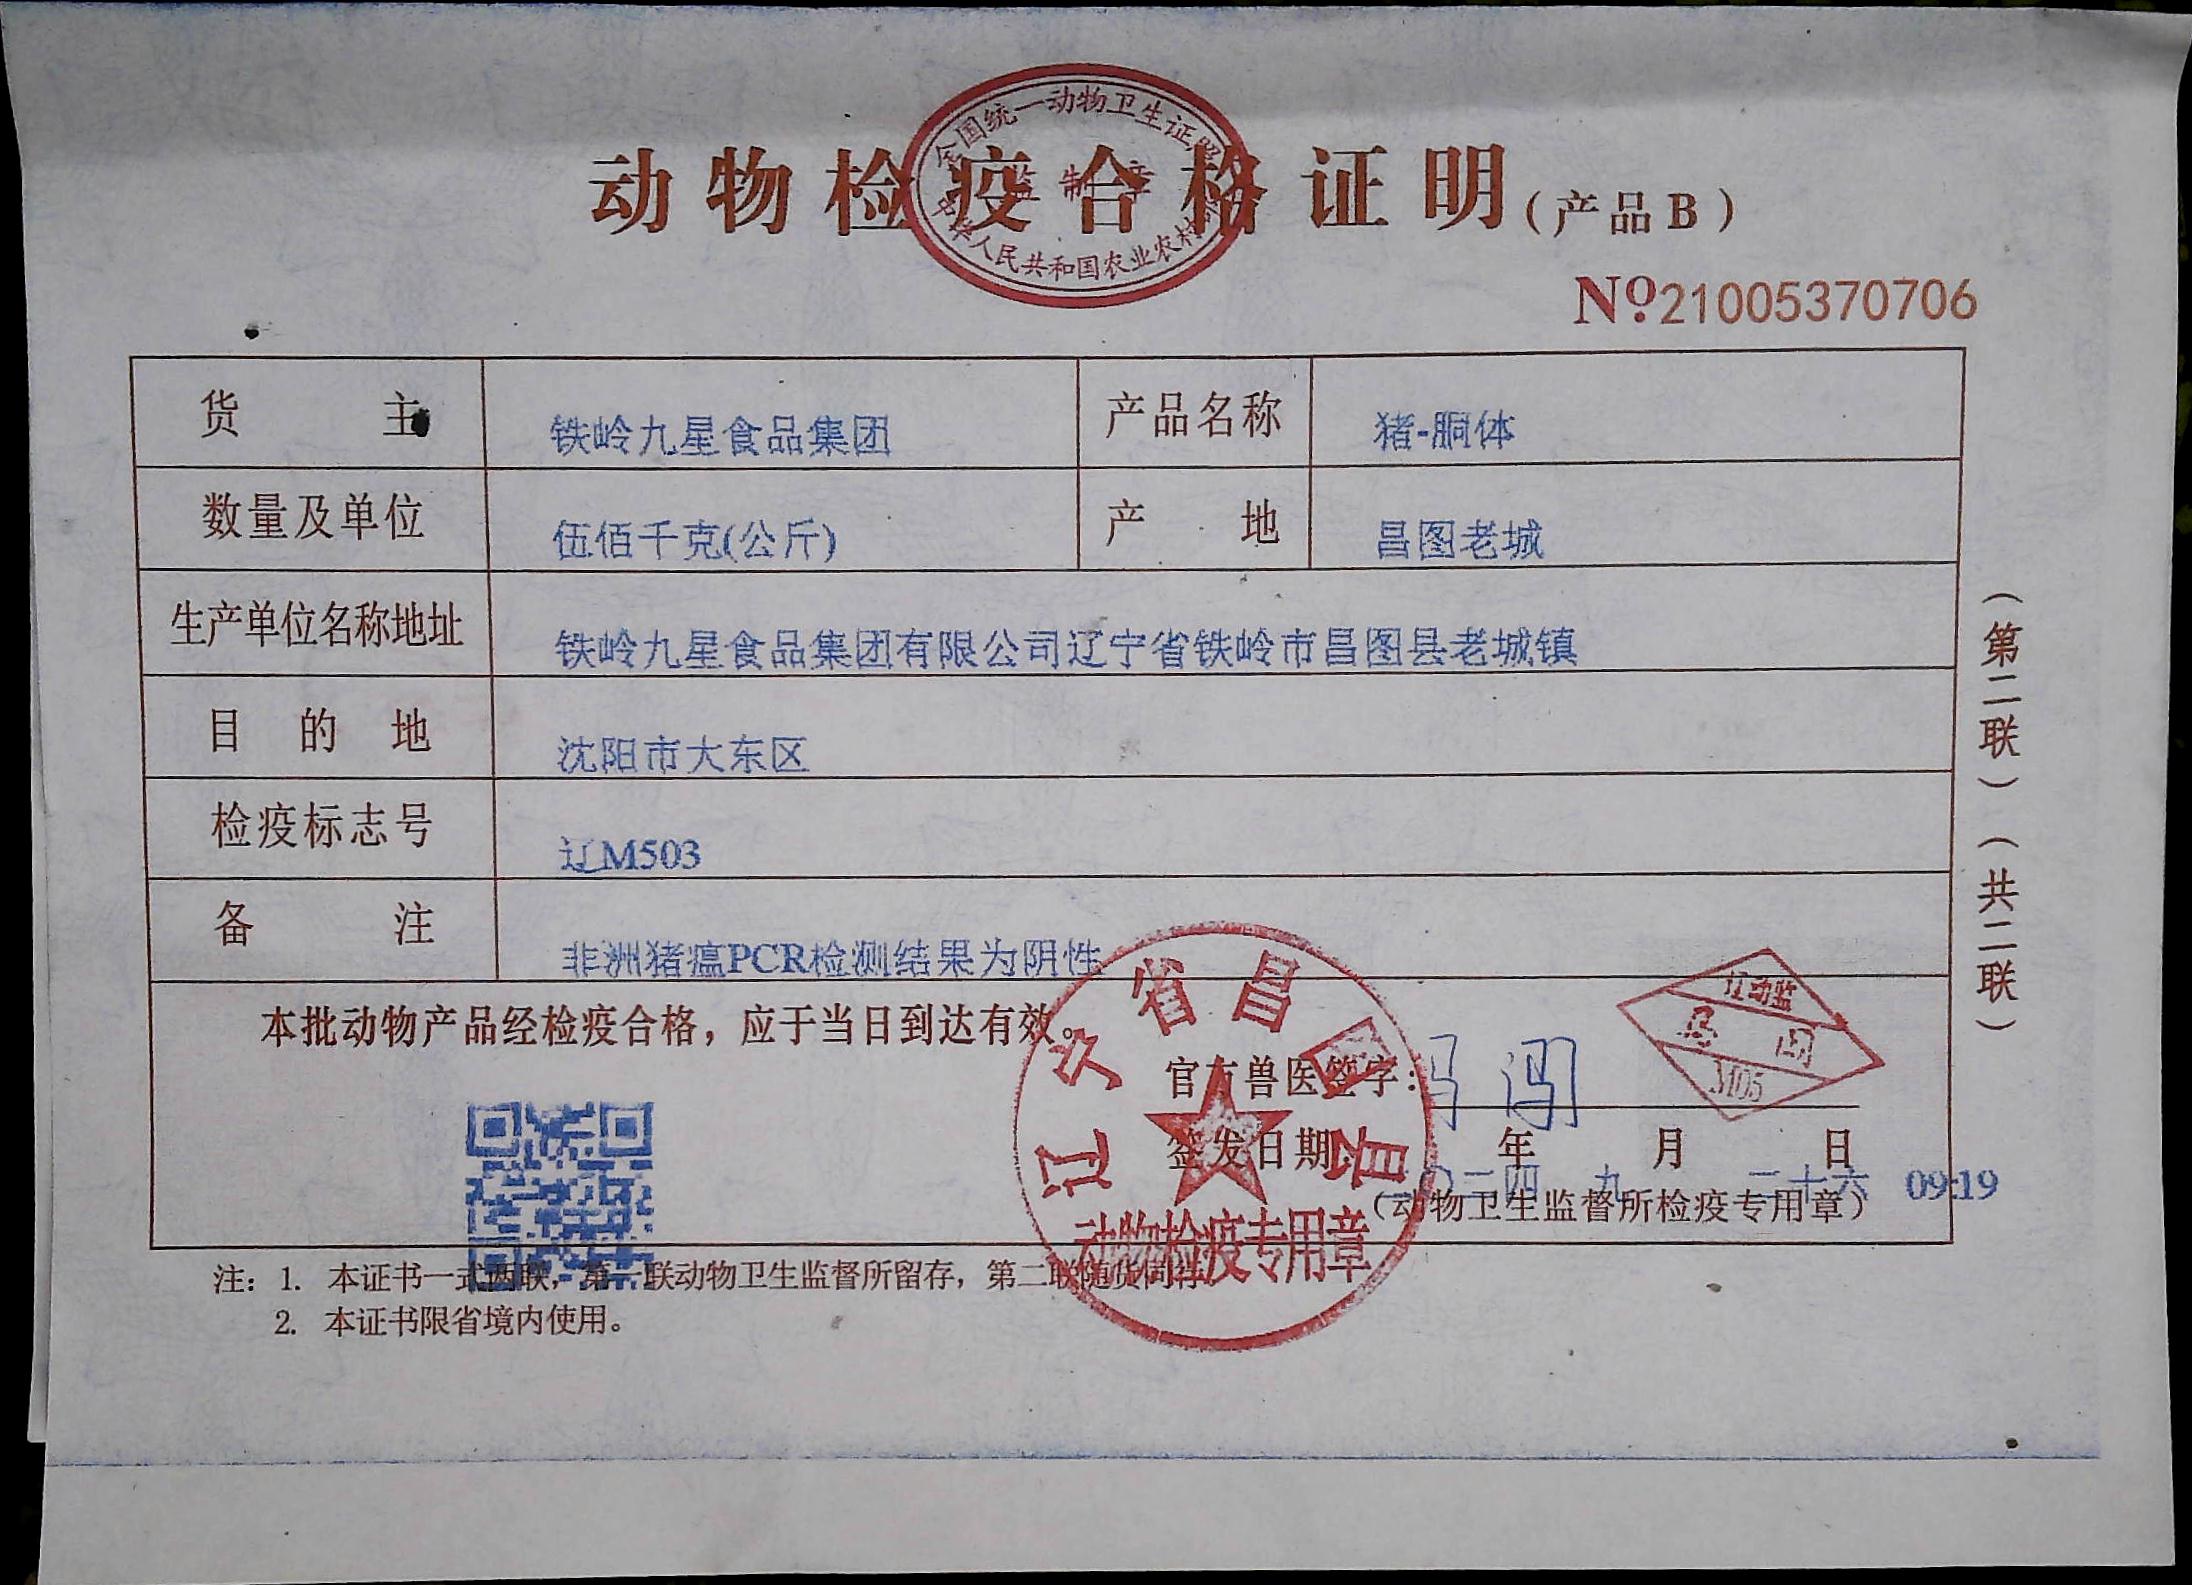 动物检疫合格证明(产品B)
全国统一动物卫生证照
监制章
中华人民共和国农业农村部
№21005370706
货主 铁岭九星食品集团 产品名称 猪-胴体
数量及单位 伍佰千克(公斤) 产地 昌图老城
生产单位名称地址 铁岭九星食品集团有限公司辽宁省铁岭市昌图县老城镇
目的地 沈阳市大东区
检疫标志号 辽M503
备注 非洲猪瘟PCR检测结果为阴性
本批动物产品经检疫合格，应于当日到达有效。
官方兽医签字：
签发日期： 年 月 日
二〇二四 九 二十六 09:19
(动物卫生监督所检疫专用章)
辽宁省昌图县
动物检疫专用章
辽动监
昌图
M05
注：1. 本证书一式两联，第一联动物卫生监督所留存，第二联随货同行。
2. 本证书限省境内使用。
(第二联)(共二联)